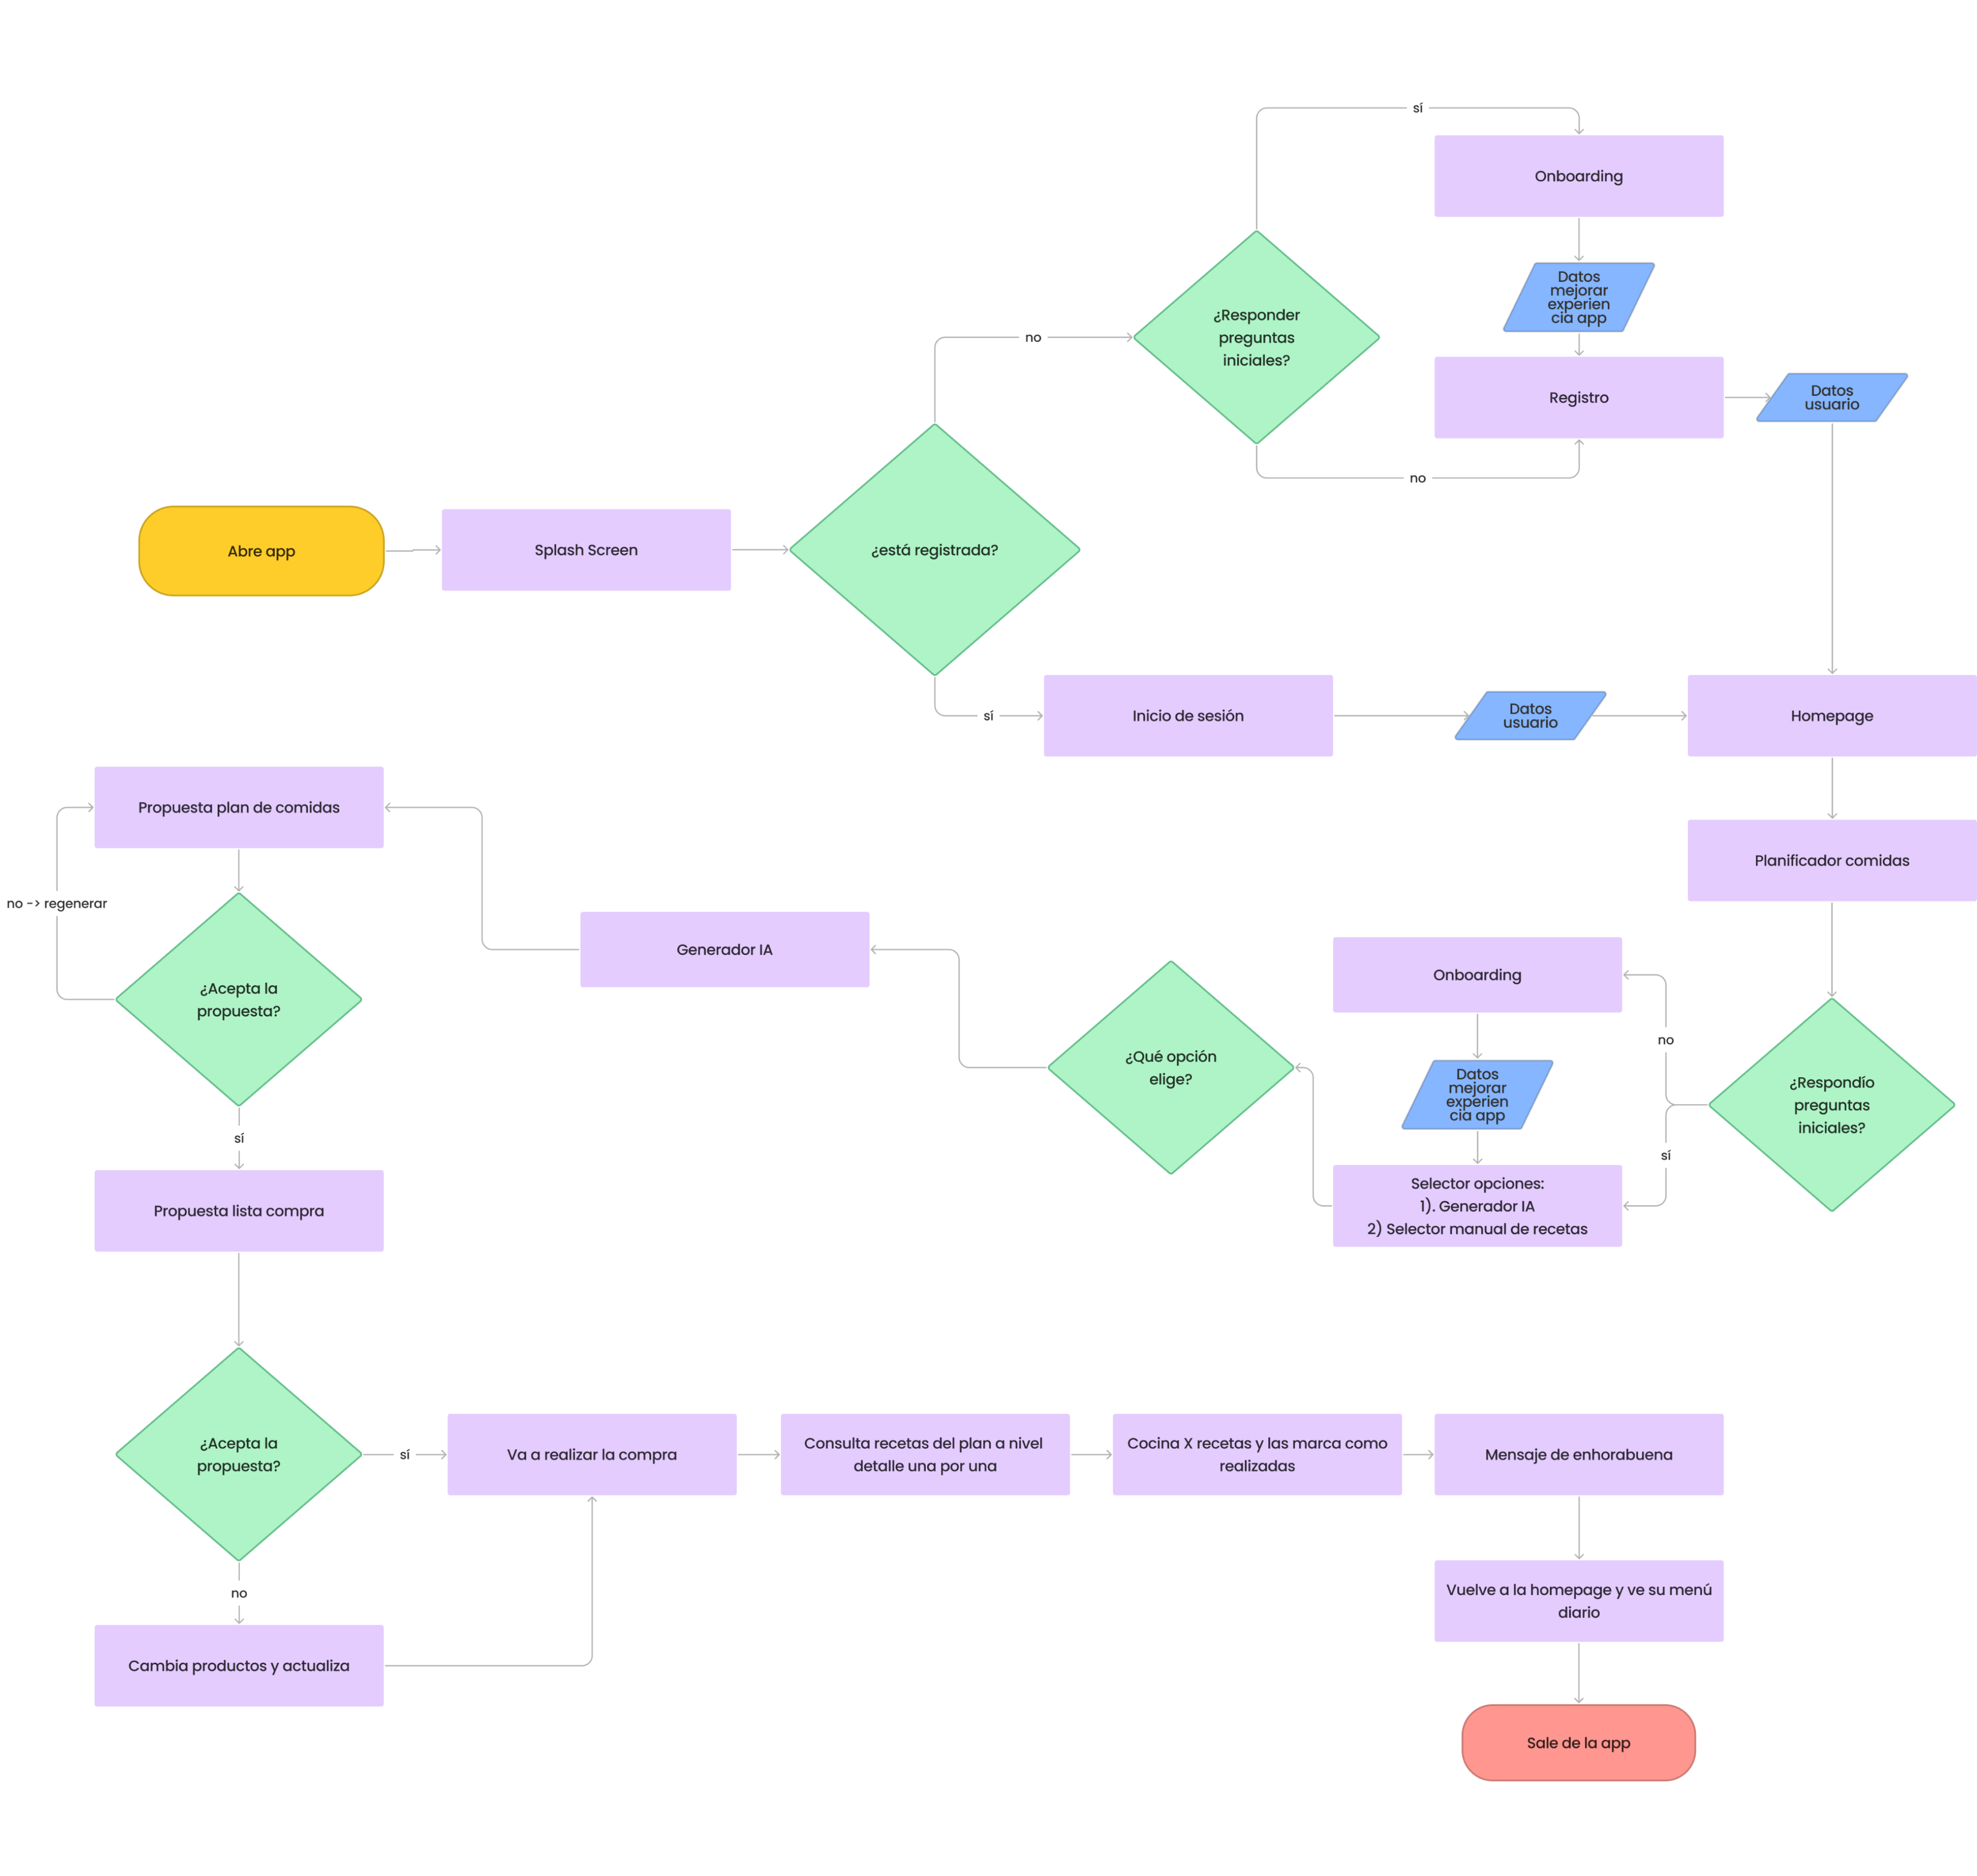 sí
Onboarding
Datos
mejorar
experien
cia app
¿Responder
preguntas
iniciales?
no
Registro
Datos
usuario
no
Abre app
Splash Screen
¿está registrada?
sí
Inicio de sesión
Datos
usuario
Homepage
Propuesta plan de comidas
Planificador comidas
no -> regenerar
Generador IA
Onboarding
¿Acepta la
propuesta?
no
¿Qué opción
elige?
Datos
mejorar
experien
cia app
¿Respondío
preguntas
iniciales?
sí
sí
Selector opciones:
1). Generador IA
2) Selector manual de recetas
Propuesta lista compra
¿Acepta la
propuesta?
sí
Va a realizar la compra
Consulta recetas del plan a nivel
detalle una por una
Cocina X recetas y las marca como
realizadas
Mensaje de enhorabuena
no
Vuelve a la homepage y ve su menú
diario
Cambia productos y actualiza
Sale de la app